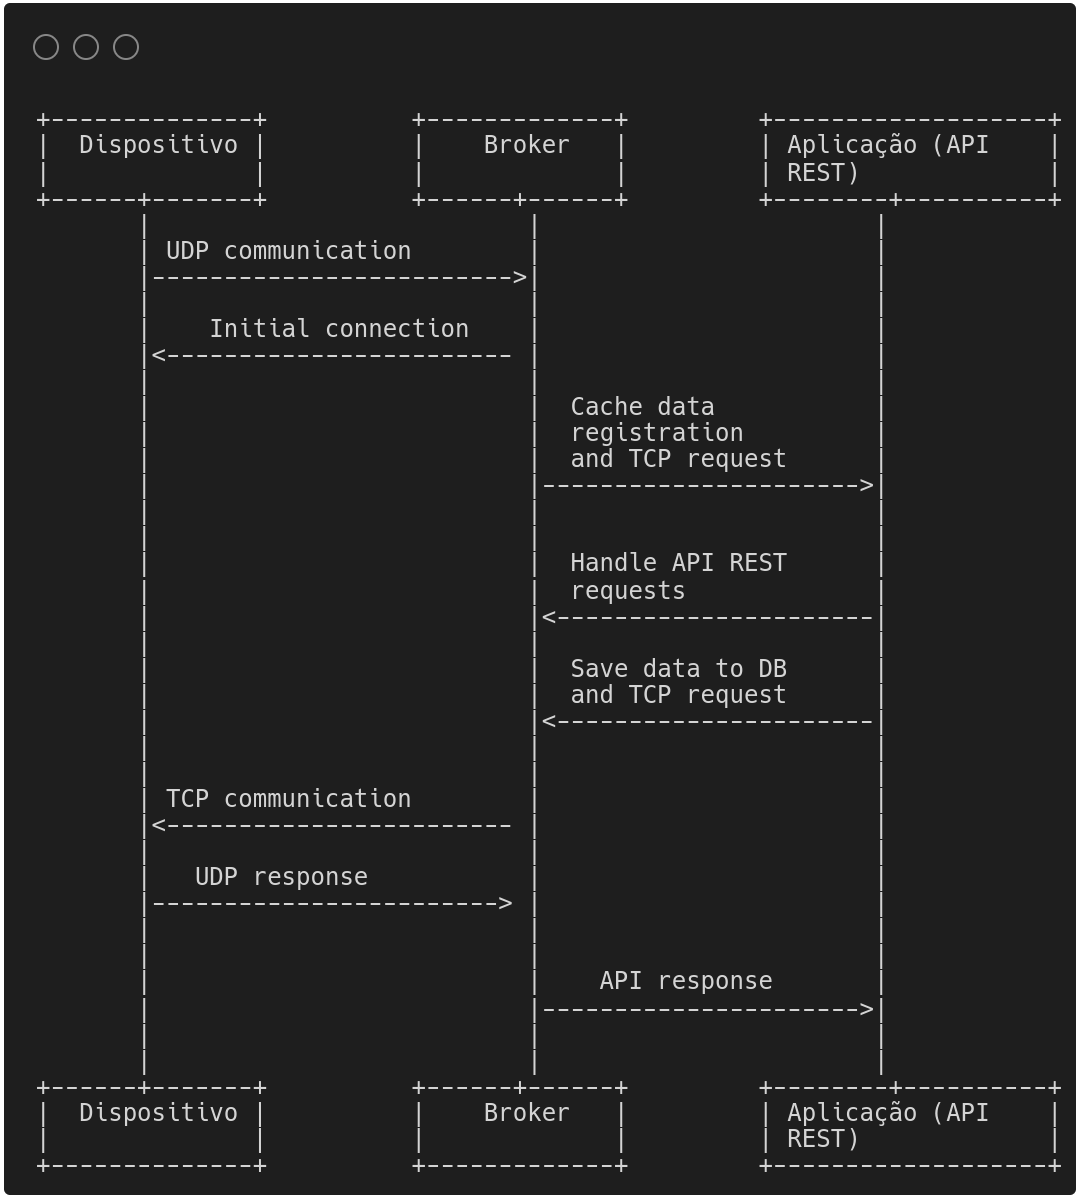 Dispositivo Broker Aplicação (API
REST)
UDP communication
Initial connection
Cache data
registration
and TCP request
Handle API REST
requests
Save data to DB
and TCP request
TCP communication
UDP response
API response
Dispositivo Broker Aplicação (API
REST)